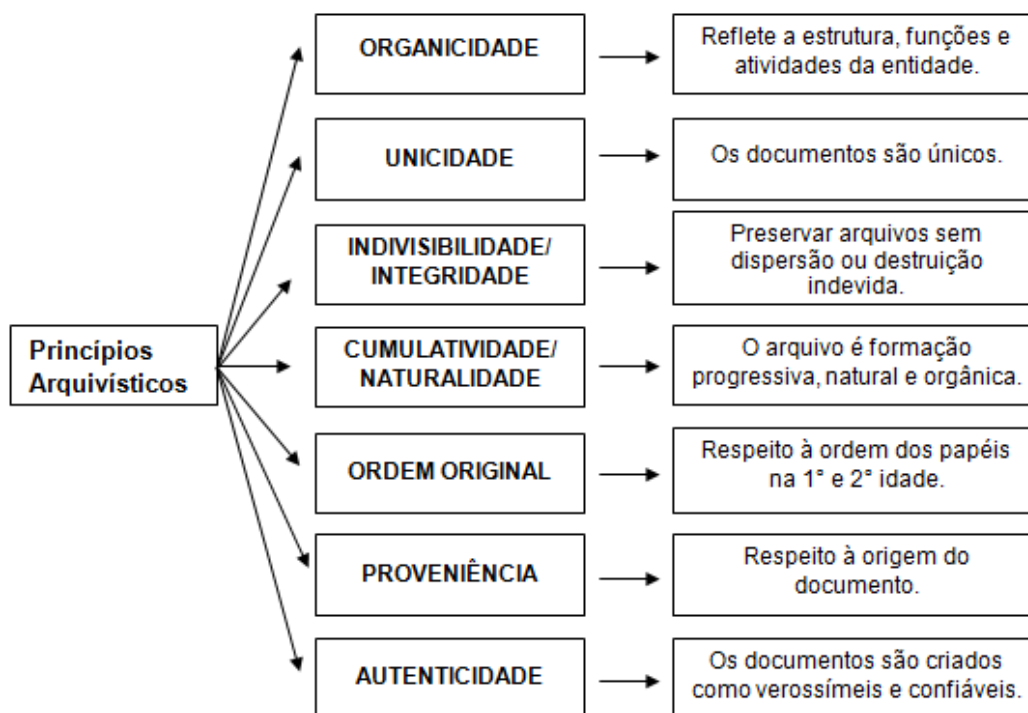 Princípios
Arquivísticos
ORGANICIDADE
Reflete a estrutura, funções e
atividades da entidade.
UNICIDADE
Os documentos são únicos.
INDIVISIBILIDADE/
INTEGRIDADE
Preservar arquivos sem
dispersão ou destruição
indevida.
CUMULATIVIDADE/
NATURALIDADE
O arquivo é formação
progressiva, natural e orgânica.
ORDEM ORIGINAL
Respeito à ordem dos papéis
na 1° e 2° idade.
PROVENIÊNCIA
Respeito à origem do
documento.
AUTENTICIDADE
Os documentos são criados
como verossímeis e confiáveis.